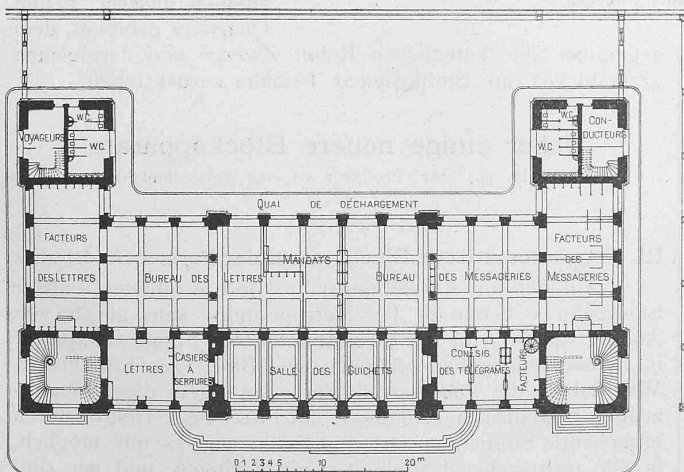 VOYAGEURS
W.C.
W.C.
W.C.
W.C.
CON-
DUCTEURS
QUAI DE DÉCHARGEMENT
FACTEURS
DES LETTRES
BUREAU DES LETTRES
MANDATS
BUREAU DES MESSAGERIES
FACTEURS
DES
MESSAGERIES
LETTRES
CASIERS
À
SERRURES
SALLE DES GUICHETS
CONSIG.
DES TÉLÉGRAMES
FACTEURS
0 1 2 3 4 5 10 20m